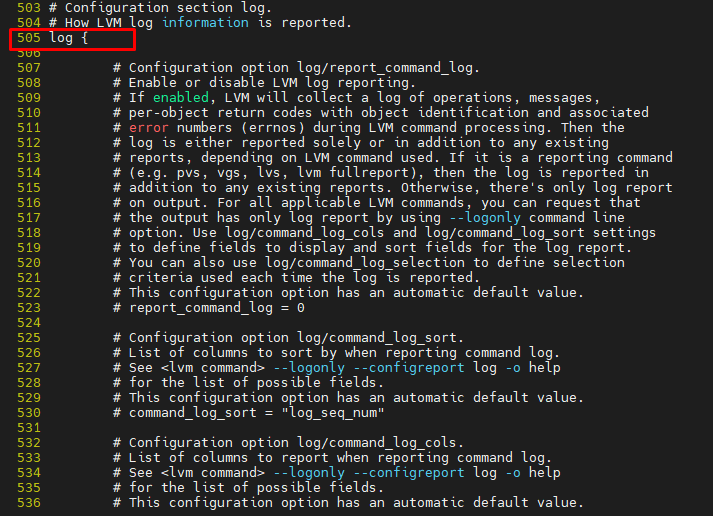 503 # Configuration section log.
504 # How LVM log information is reported.
505 log {
506
507 # Configuration option log/report_command_log.
508 # Enable or disable LVM log reporting.
509 # If enabled, LVM will collect a log of operations, messages,
510 # per-object return codes with object identification and associated
511 # error numbers (errnos) during LVM command processing. Then the
512 # log is either reported solely or in addition to any existing
513 # reports, depending on LVM command used. If it is a reporting command
514 # (e.g. pvs, vgs, lvs, lvm fullreport), then the log is reported in
515 # addition to any existing reports. Otherwise, there's only log report
516 # on output. For all applicable LVM commands, you can request that
517 # the output has only log report by using --logonly command line
518 # option. Use log/command_log_cols and log/command_log_sort settings
519 # to define fields to display and sort fields for the log report.
520 # You can also use log/command_log_selection to define selection
521 # criteria used each time the log is reported.
522 # This configuration option has an automatic default value.
523 # report_command_log = 0
524
525 # Configuration option log/command_log_sort.
526 # List of columns to sort by when reporting command log.
527 # See <lvm command> --logonly --configreport log -o help
528 # for the list of possible fields.
529 # This configuration option has an automatic default value.
530 # command_log_sort = "log_seq_num"
531
532 # Configuration option log/command_log_cols.
533 # List of columns to report when reporting command log.
534 # See <lvm command> --logonly --configreport log -o help
535 # for the list of possible fields.
536 # This configuration option has an automatic default value.